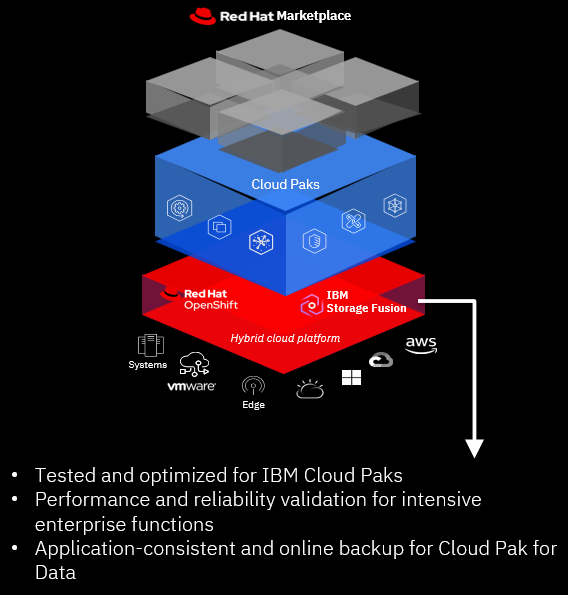 Red Hat Marketplace
Cloud Paks
Red Hat
OpenShift
IBM
Storage Fusion
Hybrid cloud platform
Systems
vmware®
Edge
aws
• Tested and optimized for IBM Cloud Paks
• Performance and reliability validation for intensive
enterprise functions
• Application-consistent and online backup for Cloud Pak for
Data